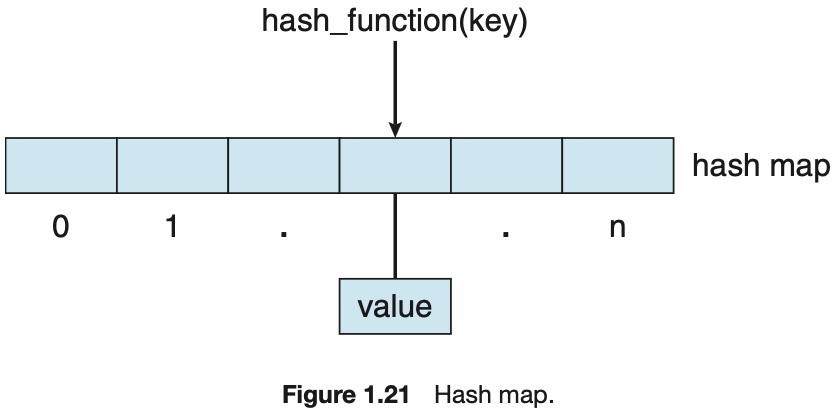 hash_function(key)
hash map
0 1 . . n
value
Figure 1.21 Hash map.